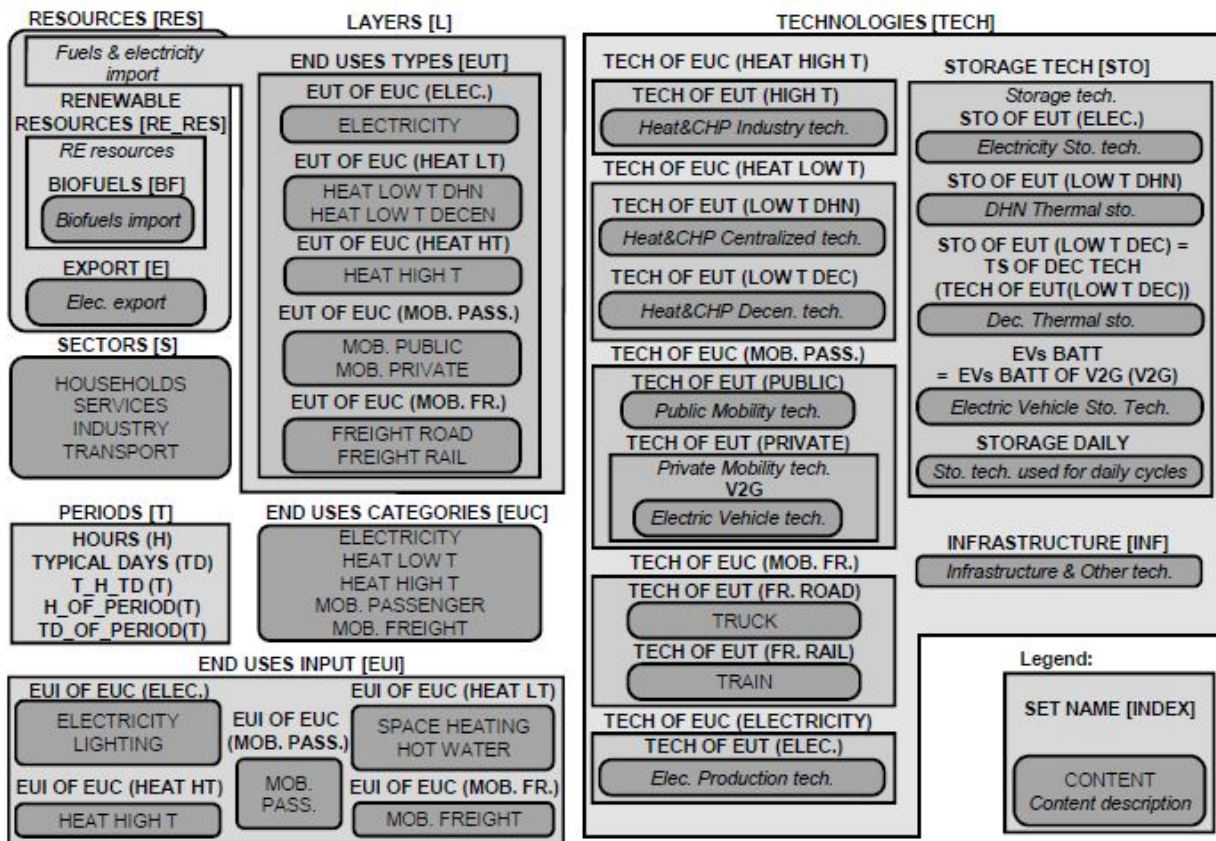 RESOURCES [RES]
Fuels & electricity
import
RENEWABLE
RESOURCES [RE_RES]
RE resources
BIOFUELS [BF]
Biofuels import
EXPORT [E]
Elec. export
SECTORS [S]
HOUSEHOLDS
SERVICES
INDUSTRY
TRANSPORT
LAYERS [L]
END USES TYPES [EUT]
EUT OF EUC (ELEC.)
ELECTRICITY
EUT OF EUC (HEAT LT)
HEAT LOW T DHN
HEAT LOW T DECEN
EUT OF EUC (HEAT HT)
HEAT HIGH T
EUT OF EUC (MOB. PASS.)
MOB. PUBLIC
MOB. PRIVATE
EUT OF EUC (MOB. FR.)
FREIGHT ROAD
FREIGHT RAIL
PERIODS [T]
HOURS (H)
TYPICAL DAYS (TD)
T_H_TD (T)
H_OF_PERIOD(T)
TD_OF_PERIOD(T)
END USES CATEGORIES [EUC]
ELECTRICITY
HEAT LOW T
HEAT HIGH T
MOB. PASSENGER
MOB. FREIGHT
END USES INPUT [EUI]
EUI OF EUC (ELEC.)
ELECTRICITY
LIGHTING
EUI OF EUC (HEAT HT)
HEAT HIGH T
EUI OF EUC
(MOB. PASS.)
MOB.
PASS.
EUI OF EUC (HEAT LT)
SPACE HEATING
HOT WATER
EUI OF EUC (MOB. FR.)
MOB. FREIGHT
TECHNOLOGIES [TECH]
TECH OF EUC (HEAT HIGH T)
TECH OF EUT (HIGH T)
Heat&CHP Industry tech.
TECH OF EUC (HEAT LOW T)
TECH OF EUT (LOW T DHN)
Heat&CHP Centralized tech.
TECH OF EUT (LOW T DEC)
Heat&CHP Decen. tech.
TECH OF EUC (MOB. PASS.)
TECH OF EUT (PUBLIC)
Public Mobility tech.
TECH OF EUT (PRIVATE)
Private Mobility tech.
V2G
Electric Vehicle tech.
TECH OF EUC (MOB. FR.)
TECH OF EUT (FR. ROAD)
TRUCK
TECH OF EUT (FR. RAIL)
TRAIN
TECH OF EUC (ELECTRICITY)
TECH OF EUT (ELEC.)
Elec. Production tech.
STORAGE TECH [STO]
Storage tech.
STO OF EUT (ELEC.)
Electricity Sto. tech.
STO OF EUT (LOW T DHN)
DHN Thermal sto.
STO OF EUT (LOW T DEC) =
TS OF DEC TECH
(TECH OF EUT(LOW T DEC))
Dec. Thermal sto.
EVs BATT
= EVs BATT OF V2G (V2G)
Electric Vehicle Sto. Tech.
STORAGE DAILY
Sto. tech. used for daily cycles
INFRASTRUCTURE [INF]
Infrastructure & Other tech.
Legend:
SET NAME [INDEX]
CONTENT
Content description